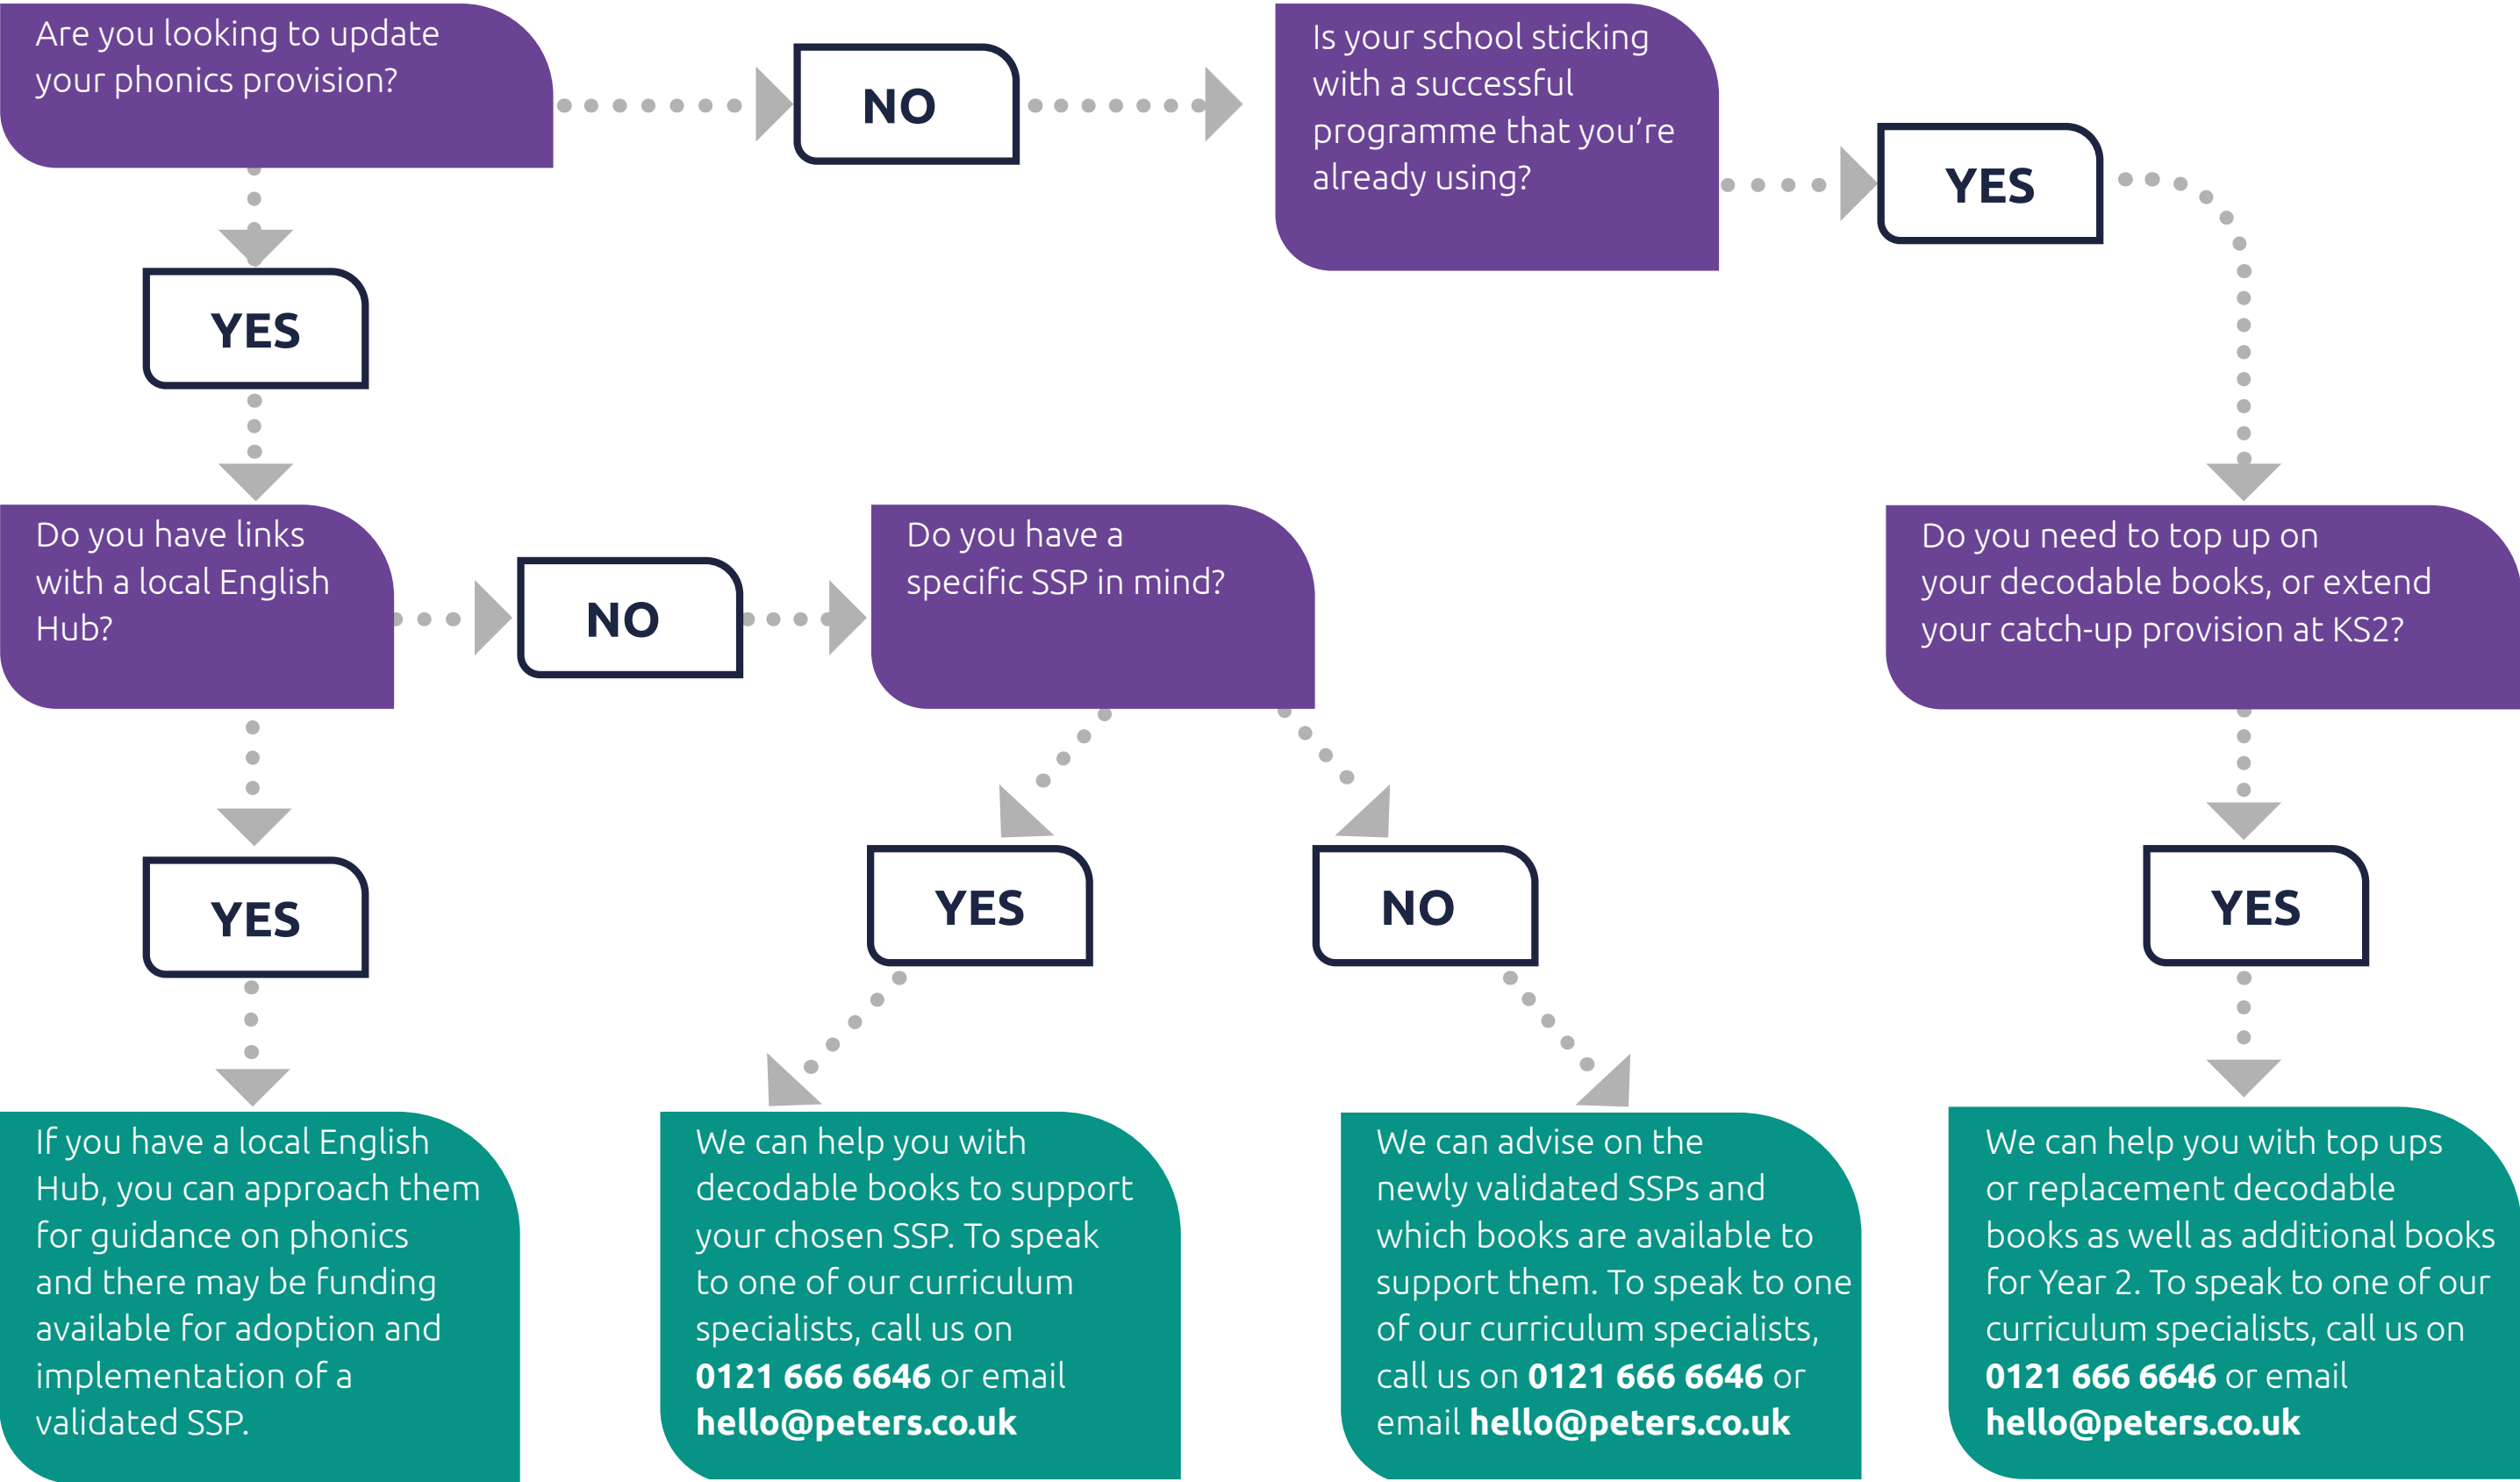 Are you looking to update
your phonics provision?
NO
Is your school sticking
with a successful
programme that you’re
already using?
YES
YES
Do you have links
with a local English
Hub?
NO
Do you have a
specific SSP in mind?
Do you need to top up on
your decodable books, or extend
your catch-up provision at KS2?
YES
YES
NO
YES
If you have a local English
Hub, you can approach them
for guidance on phonics
and there may be funding
available for adoption and
implementation of a
validated SSP.
We can help you with
decodable books to support
your chosen SSP. To speak
to one of our curriculum
specialists, call us on
0121 666 6646 or email
hello@peters.co.uk
We can advise on the
newly validated SSPs and
which books are available to
support them. To speak to one
of our curriculum specialists,
call us on 0121 666 6646 or
email hello@peters.co.uk
We can help you with top ups
or replacement decodable
books as well as additional books
for Year 2. To speak to one of our
curriculum specialists, call us on
0121 666 6646 or email
hello@peters.co.uk